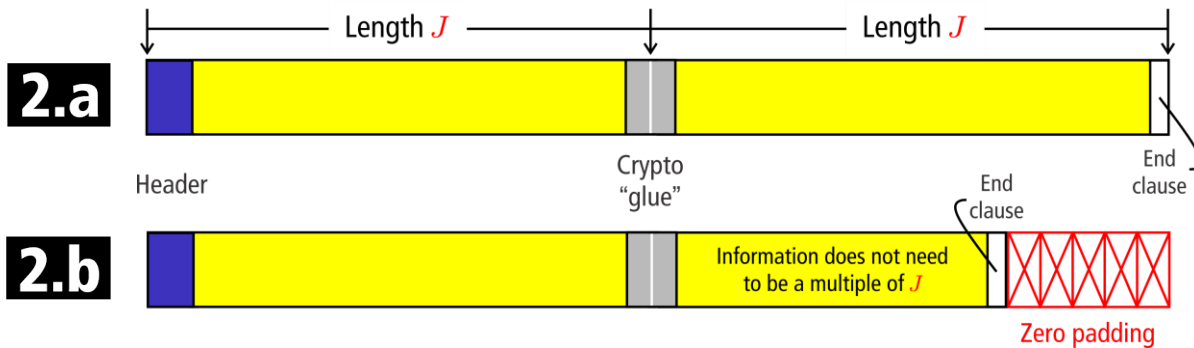 Length J
Length J
2.a
Header
Crypto
"glue"
End
clause
End
clause
2.b
Information does not need
to be a multiple of J
Zero padding